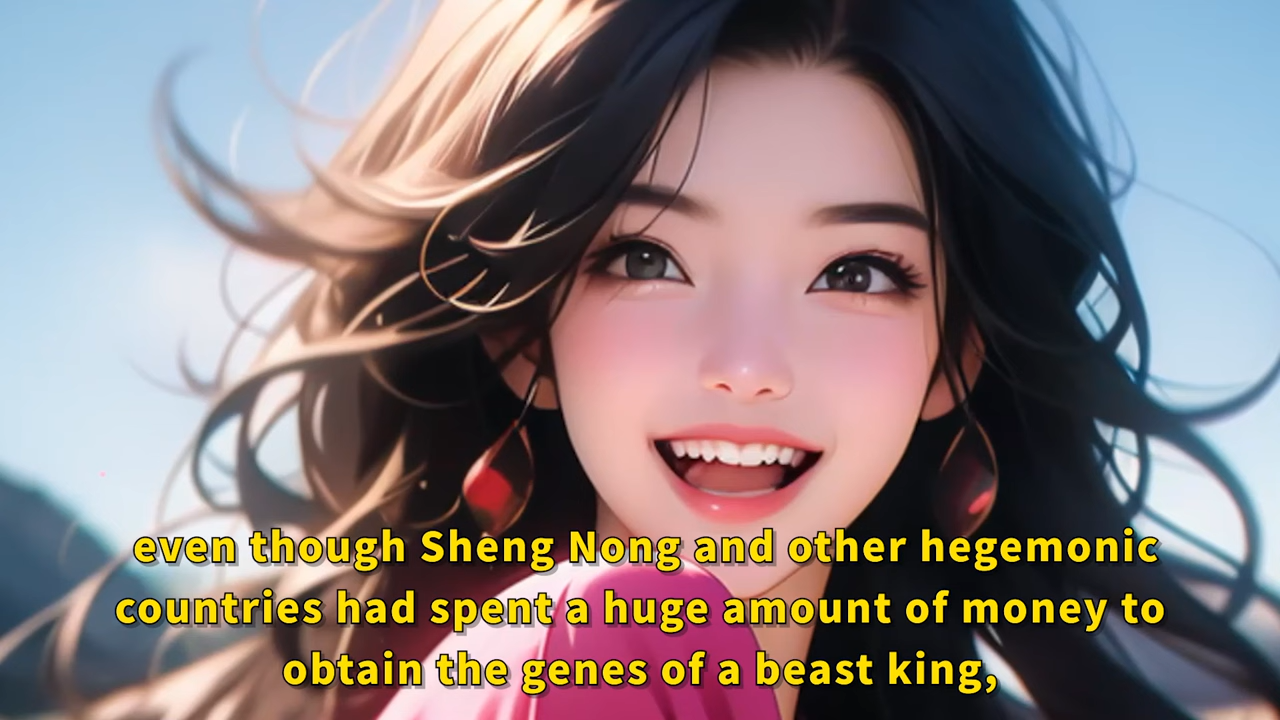 even though Sheng Nong and other hegemonic
countries had spent a huge amount of money to
obtain the genes of a beast king,